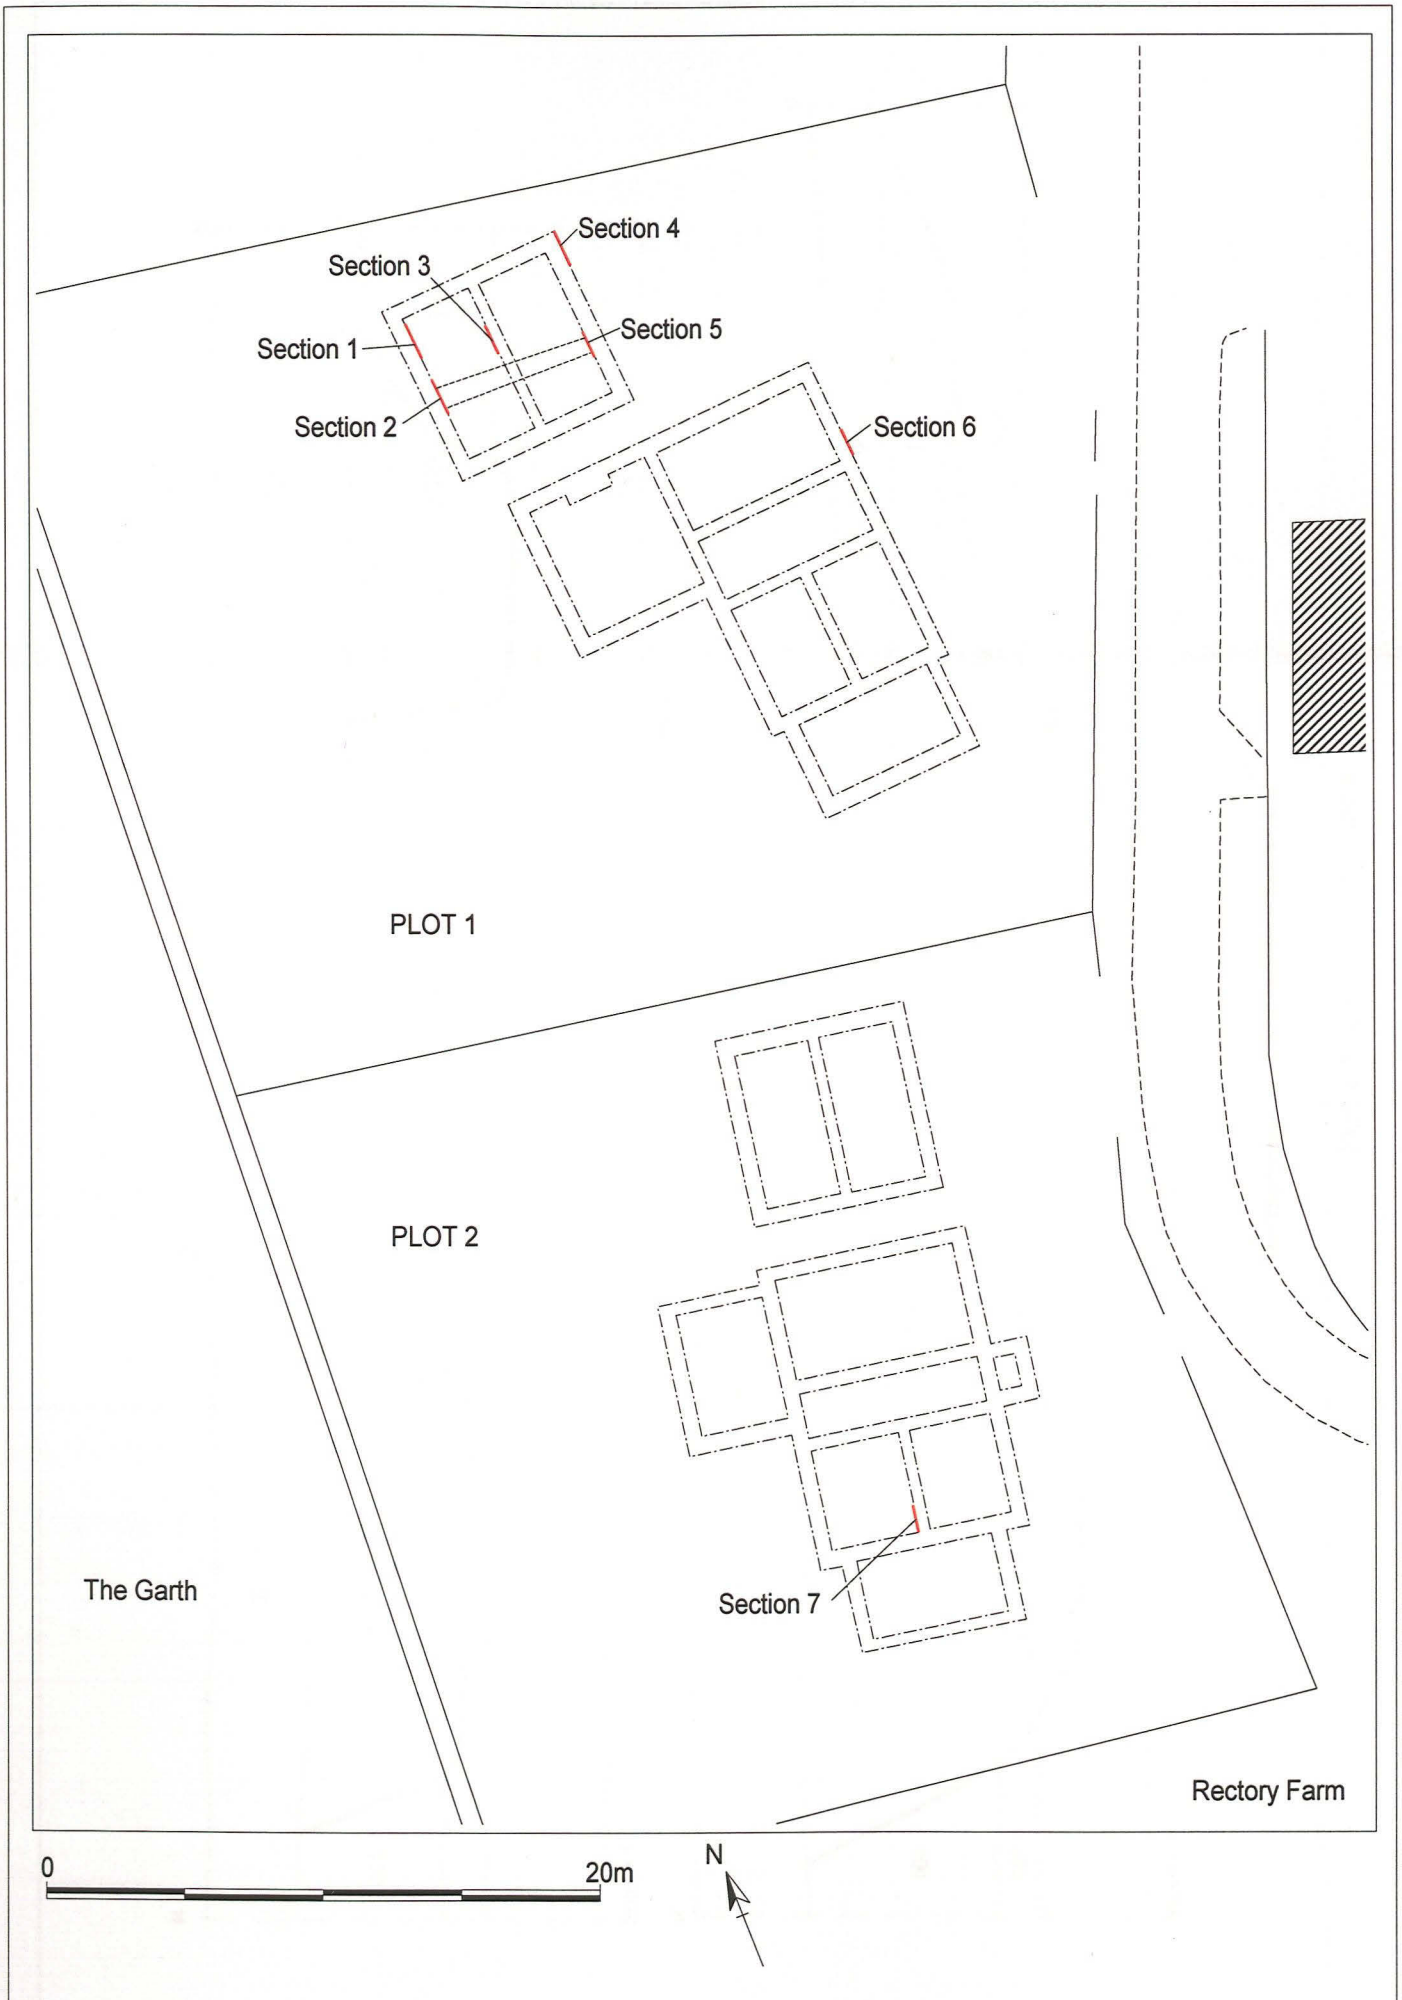 Section 4
Section 3
Section 5
Section 1
Section 2
Section 6
PLOT 1
PLOT 2
The Garth
Section 7
Rectory Farm
0
20m
N